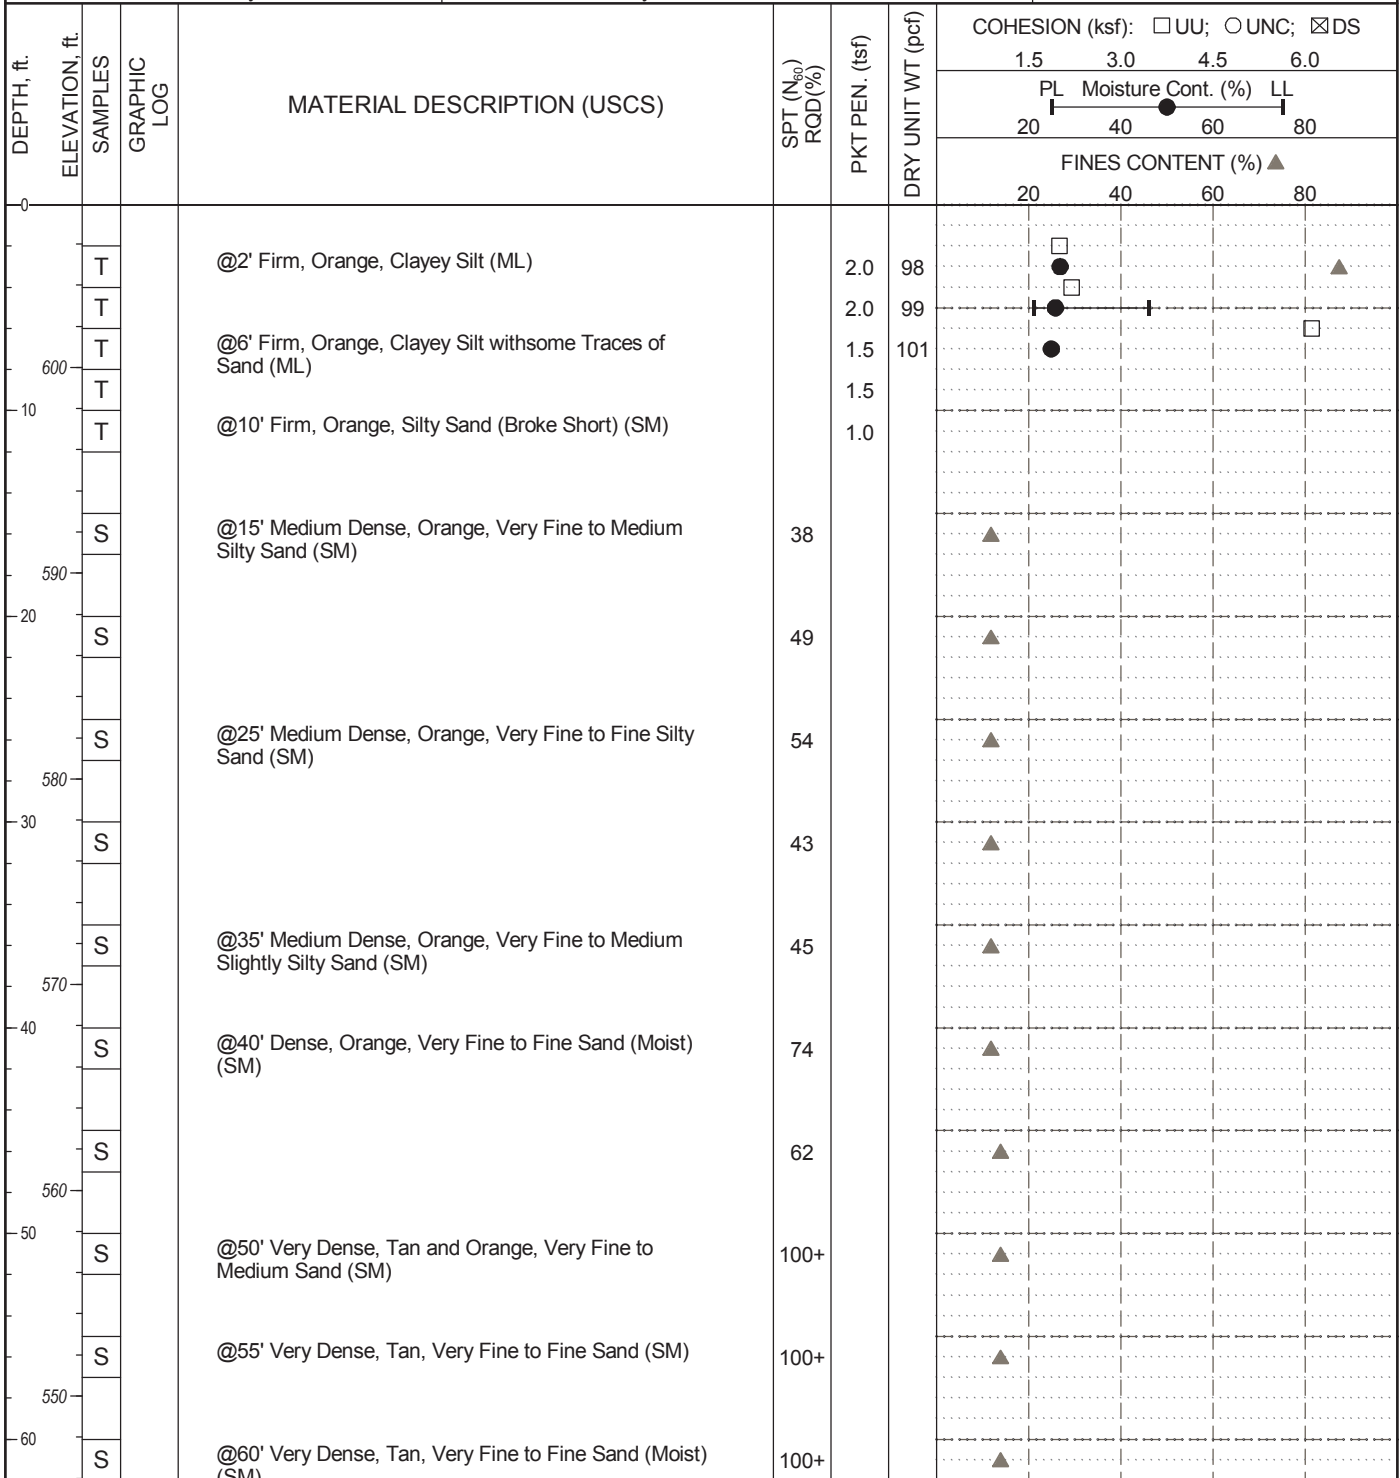 DEPTH, ft.
ELEVATION, ft.
SAMPLES
GRAPHIC
LOG
MATERIAL DESCRIPTION (USCS)
SPT (N60)
RQD(%)
PKT PEN. (tsf)
DRY UNIT WT (pcf)
COHESION (ksf): UU; UNC; DS
1.5 3.0 4.5 6.0
PL Moisture Cont. (%) LL
20 40 60 80
FINES CONTENT (%)
20 40 60 80
0
T @2' Firm, Orange, Clayey Silt (ML) 2.0 98
T 2.0 99
T @6' Firm, Orange, Clayey Silt withsome Traces of 1.5 101
Sand (ML)
600
T 1.5
10
T @10' Firm, Orange, Silty Sand (Broke Short) (SM) 1.0
S @15' Medium Dense, Orange, Very Fine to Medium 38
Silty Sand (SM)
590
20
S 49
S @25' Medium Dense, Orange, Very Fine to Fine Silty 54
Sand (SM)
580
30
S 43
S @35' Medium Dense, Orange, Very Fine to Medium 45
Slightly Silty Sand (SM)
570
40
S @40' Dense, Orange, Very Fine to Fine Sand (Moist) 74
(SM)
S 62
560
50
S @50' Very Dense, Tan and Orange, Very Fine to 100+
Medium Sand (SM)
S @55' Very Dense, Tan, Very Fine to Fine Sand (SM) 100+
550
60
S @60' Very Dense, Tan, Very Fine to Fine Sand (Moist) 100+
(SM)